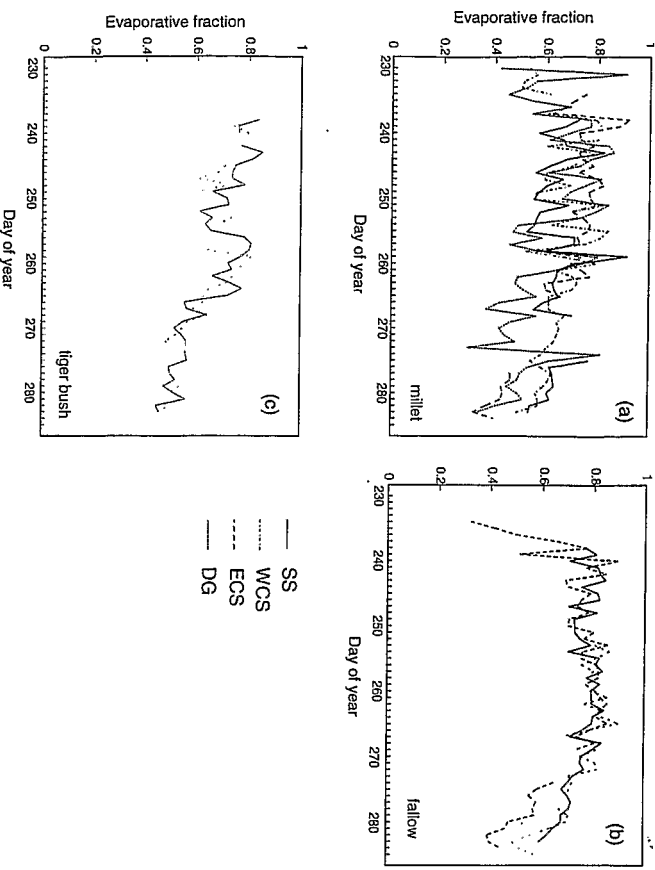 (a)
Evaporative fraction
1
0.8
0.6
0.4
0.2
0
230 240 250 260 270 280
Day of year
millet
(b)
1
0.8
0.6
0.4
0.2
0
230 240 250 260 270 280
Day of year
fallow
(c)
Evaporative fraction
1
0.8
0.6
0.4
0.2
0
230 240 250 260 270 280
Day of year
tiger bush
SS
WCS
ECS
DG